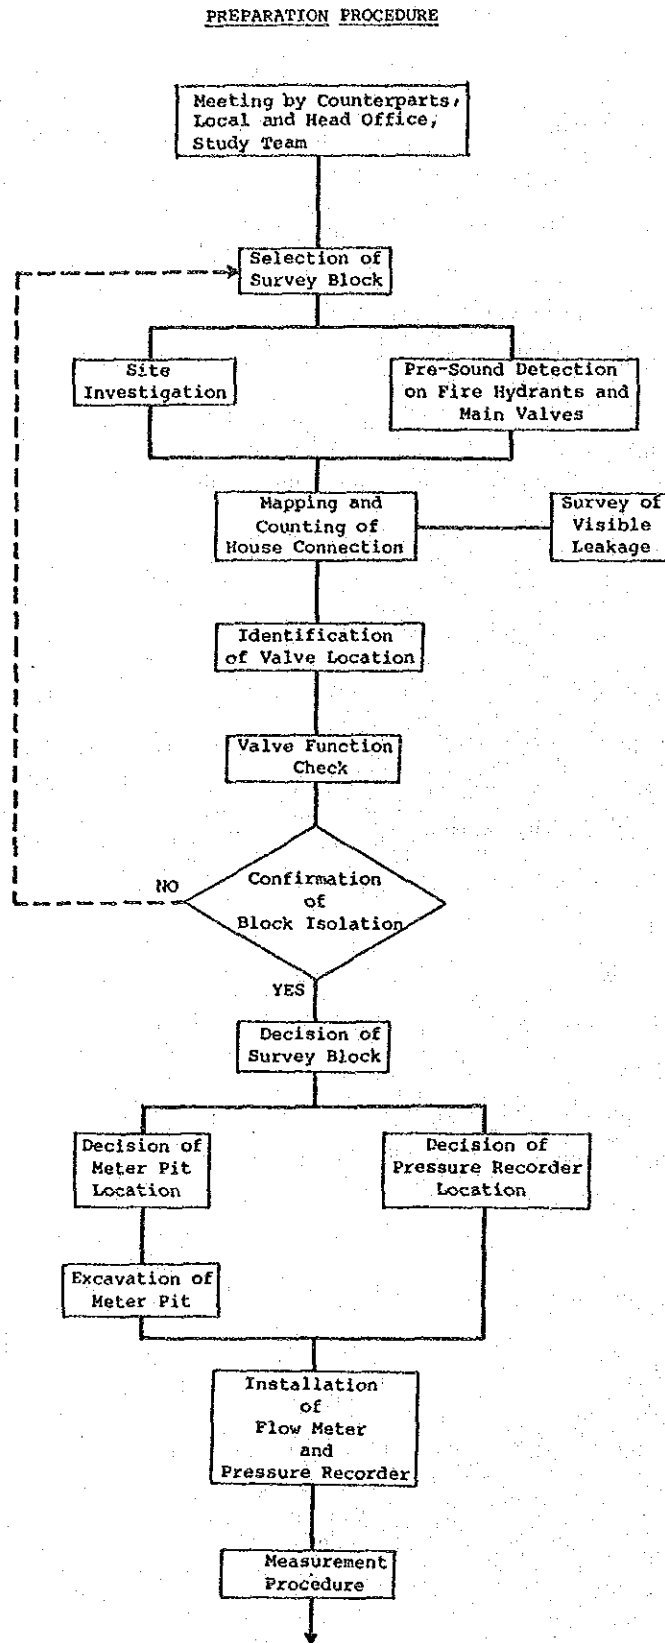 PREPARATION PROCEDURE
Meeting by Counterparts,
Local and Head Office,
Study Team
Selection of
Survey Block
Site
Investigation
Pre-Sound Detection
on Fire Hydrants and
Main Valves
Mapping and
Counting of
House Connection
Survey of
Visible
Leakage
Identification
of Valve Location
Valve Function
Check
NO
Confirmation
of
Block Isolation
YES
Decision of
Survey Block
Decision of
Meter Pit
Location
Decision of
Pressure Recorder
Location
Excavation of
Meter Pit
Installation
of
Flow Meter
and
Pressure Recorder
Measurement
Procedure